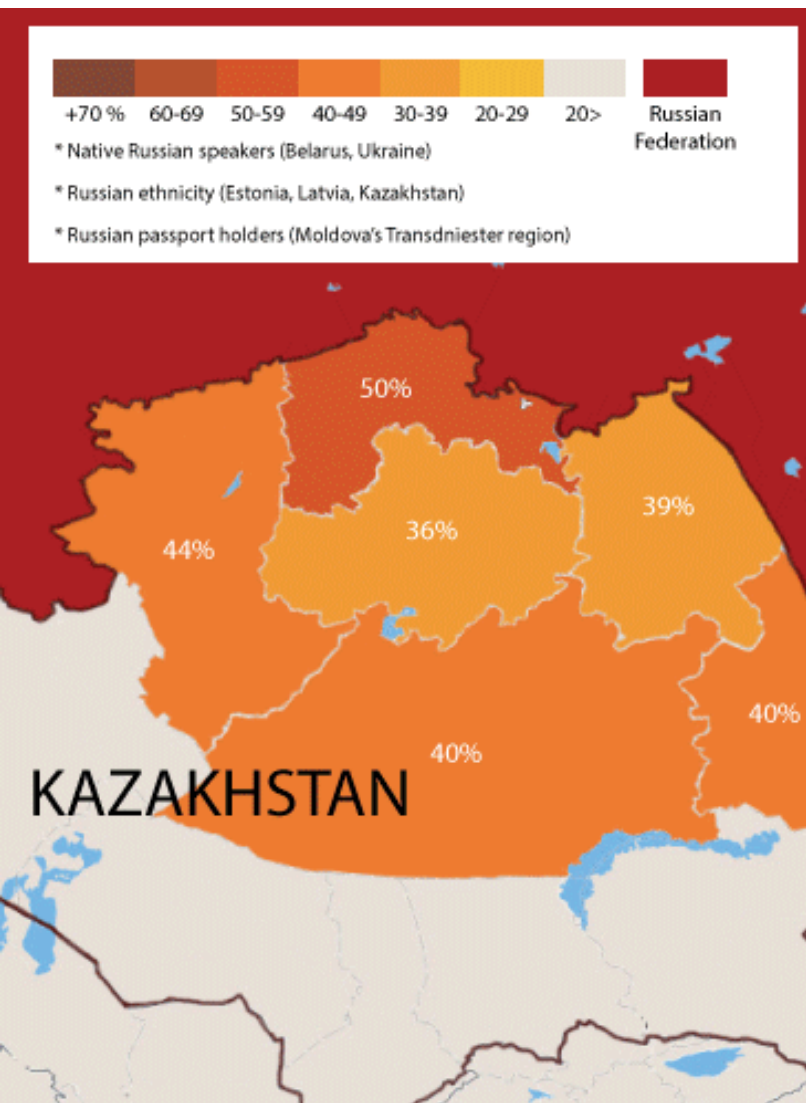 +70 % 60-69 50-59 40-49 30-39 20-29 20> Russian Federation
* Native Russian speakers (Belarus, Ukraine)
* Russian ethnicity (Estonia, Latvia, Kazakhstan)
* Russian passport holders (Moldova's Transdniester region)
50%
39%
36%
44%
40%
40%
KAZAKHSTAN